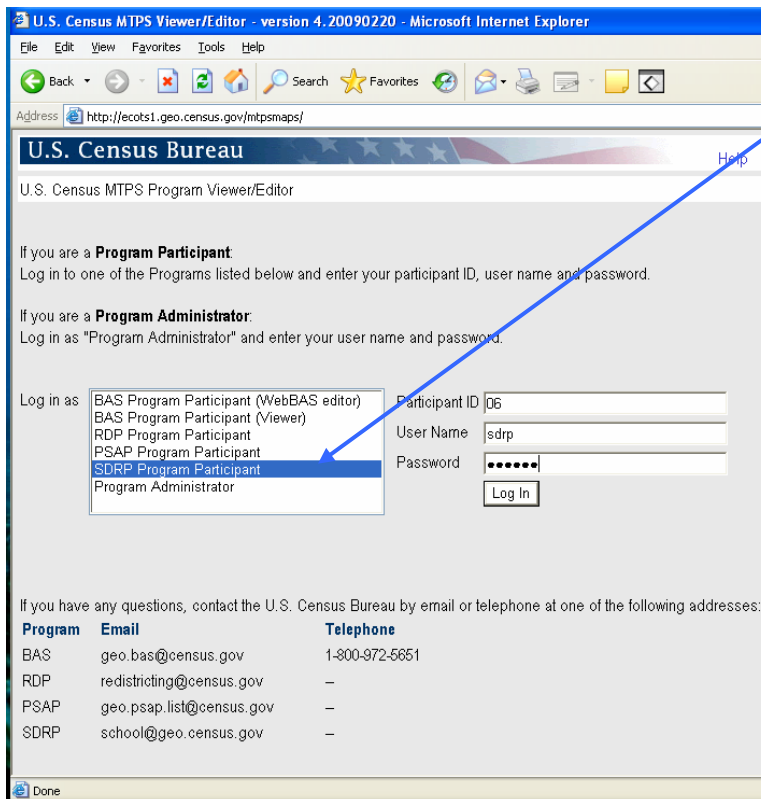 U.S. Census MTPS Viewer/Editor - version 4.20090220 - Microsoft Internet Explorer
File Edit View Favorites Tools Help
Back Search Favorites
Address http://ecots1.geo.census.gov/mtpsmaps/
U.S. Census Bureau
Help
U.S. Census MTPS Program Viewer/Editor
If you are a Program Participant:
Log in to one of the Programs listed below and enter your participant ID, user name and password.
If you are a Program Administrator:
Log in as "Program Administrator" and enter your user name and password.
Log in as
BAS Program Participant (WebBAS editor)
BAS Program Participant (Viewer)
RDP Program Participant
PSAP Program Participant
SDRP Program Participant
Program Administrator
Participant ID 06
User Name sdrp
Password ••••••
Log In
If you have any questions, contact the U.S. Census Bureau by email or telephone at one of the following addresses:
Program Email Telephone
BAS geo.bas@census.gov 1-800-972-5651
RDP redistricting@census.gov –
PSAP geo.psap.list@census.gov –
SDRP school@geo.census.gov –
Done